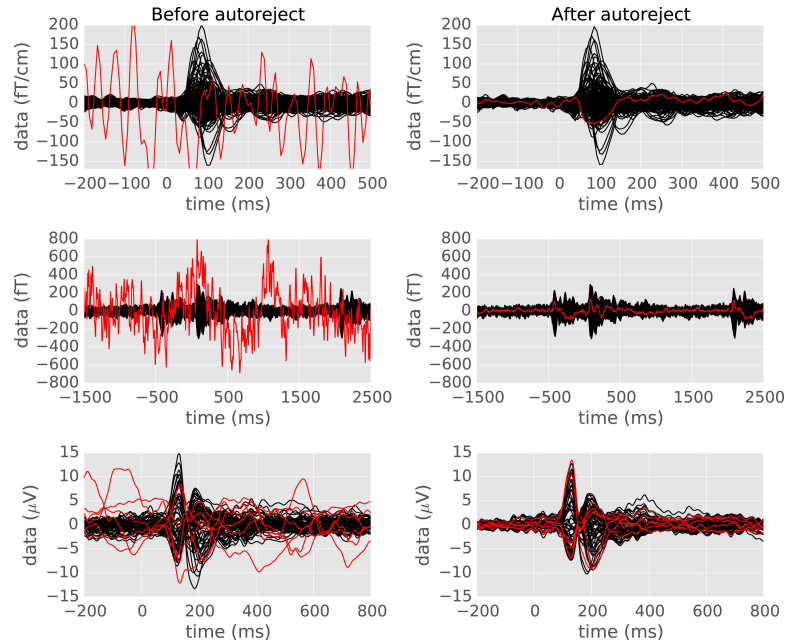 Before autoreject After autoreject
200 200
150 150
100 100
50 50
0 0
−50 −50
−100 −100
−150 −150
data (fT/cm) data (fT/cm)
−200 −100 0 100 200 300 400 500 −200 −100 0 100 200 300 400 500
time (ms) time (ms)
800 800
600 600
400 400
200 200
0 0
−200 −200
−400 −400
−600 −600
−800 −800
data (fT) data (fT)
−1500 −500 500 1500 2500 −1500 −500 500 1500 2500
time (ms) time (ms)
15 15
10 10
5 5
0 0
−5 −5
−10 −10
−15 −15
data (μV) data (μV)
−200 0 200 400 600 800 −200 0 200 400 600 800
time (ms) time (ms)